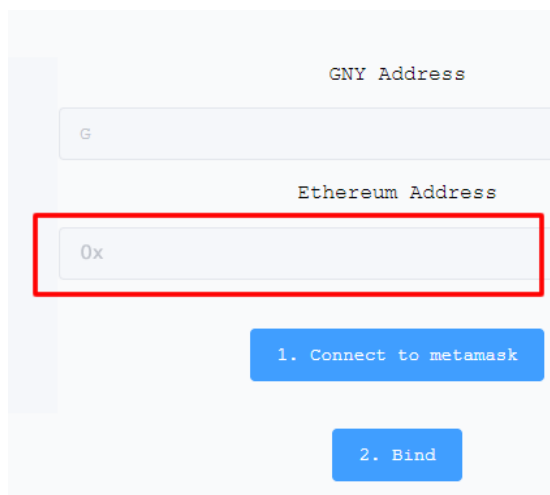 GNY Address
G
Ethereum Address
0x
1. Connect to metamask
2. Bind